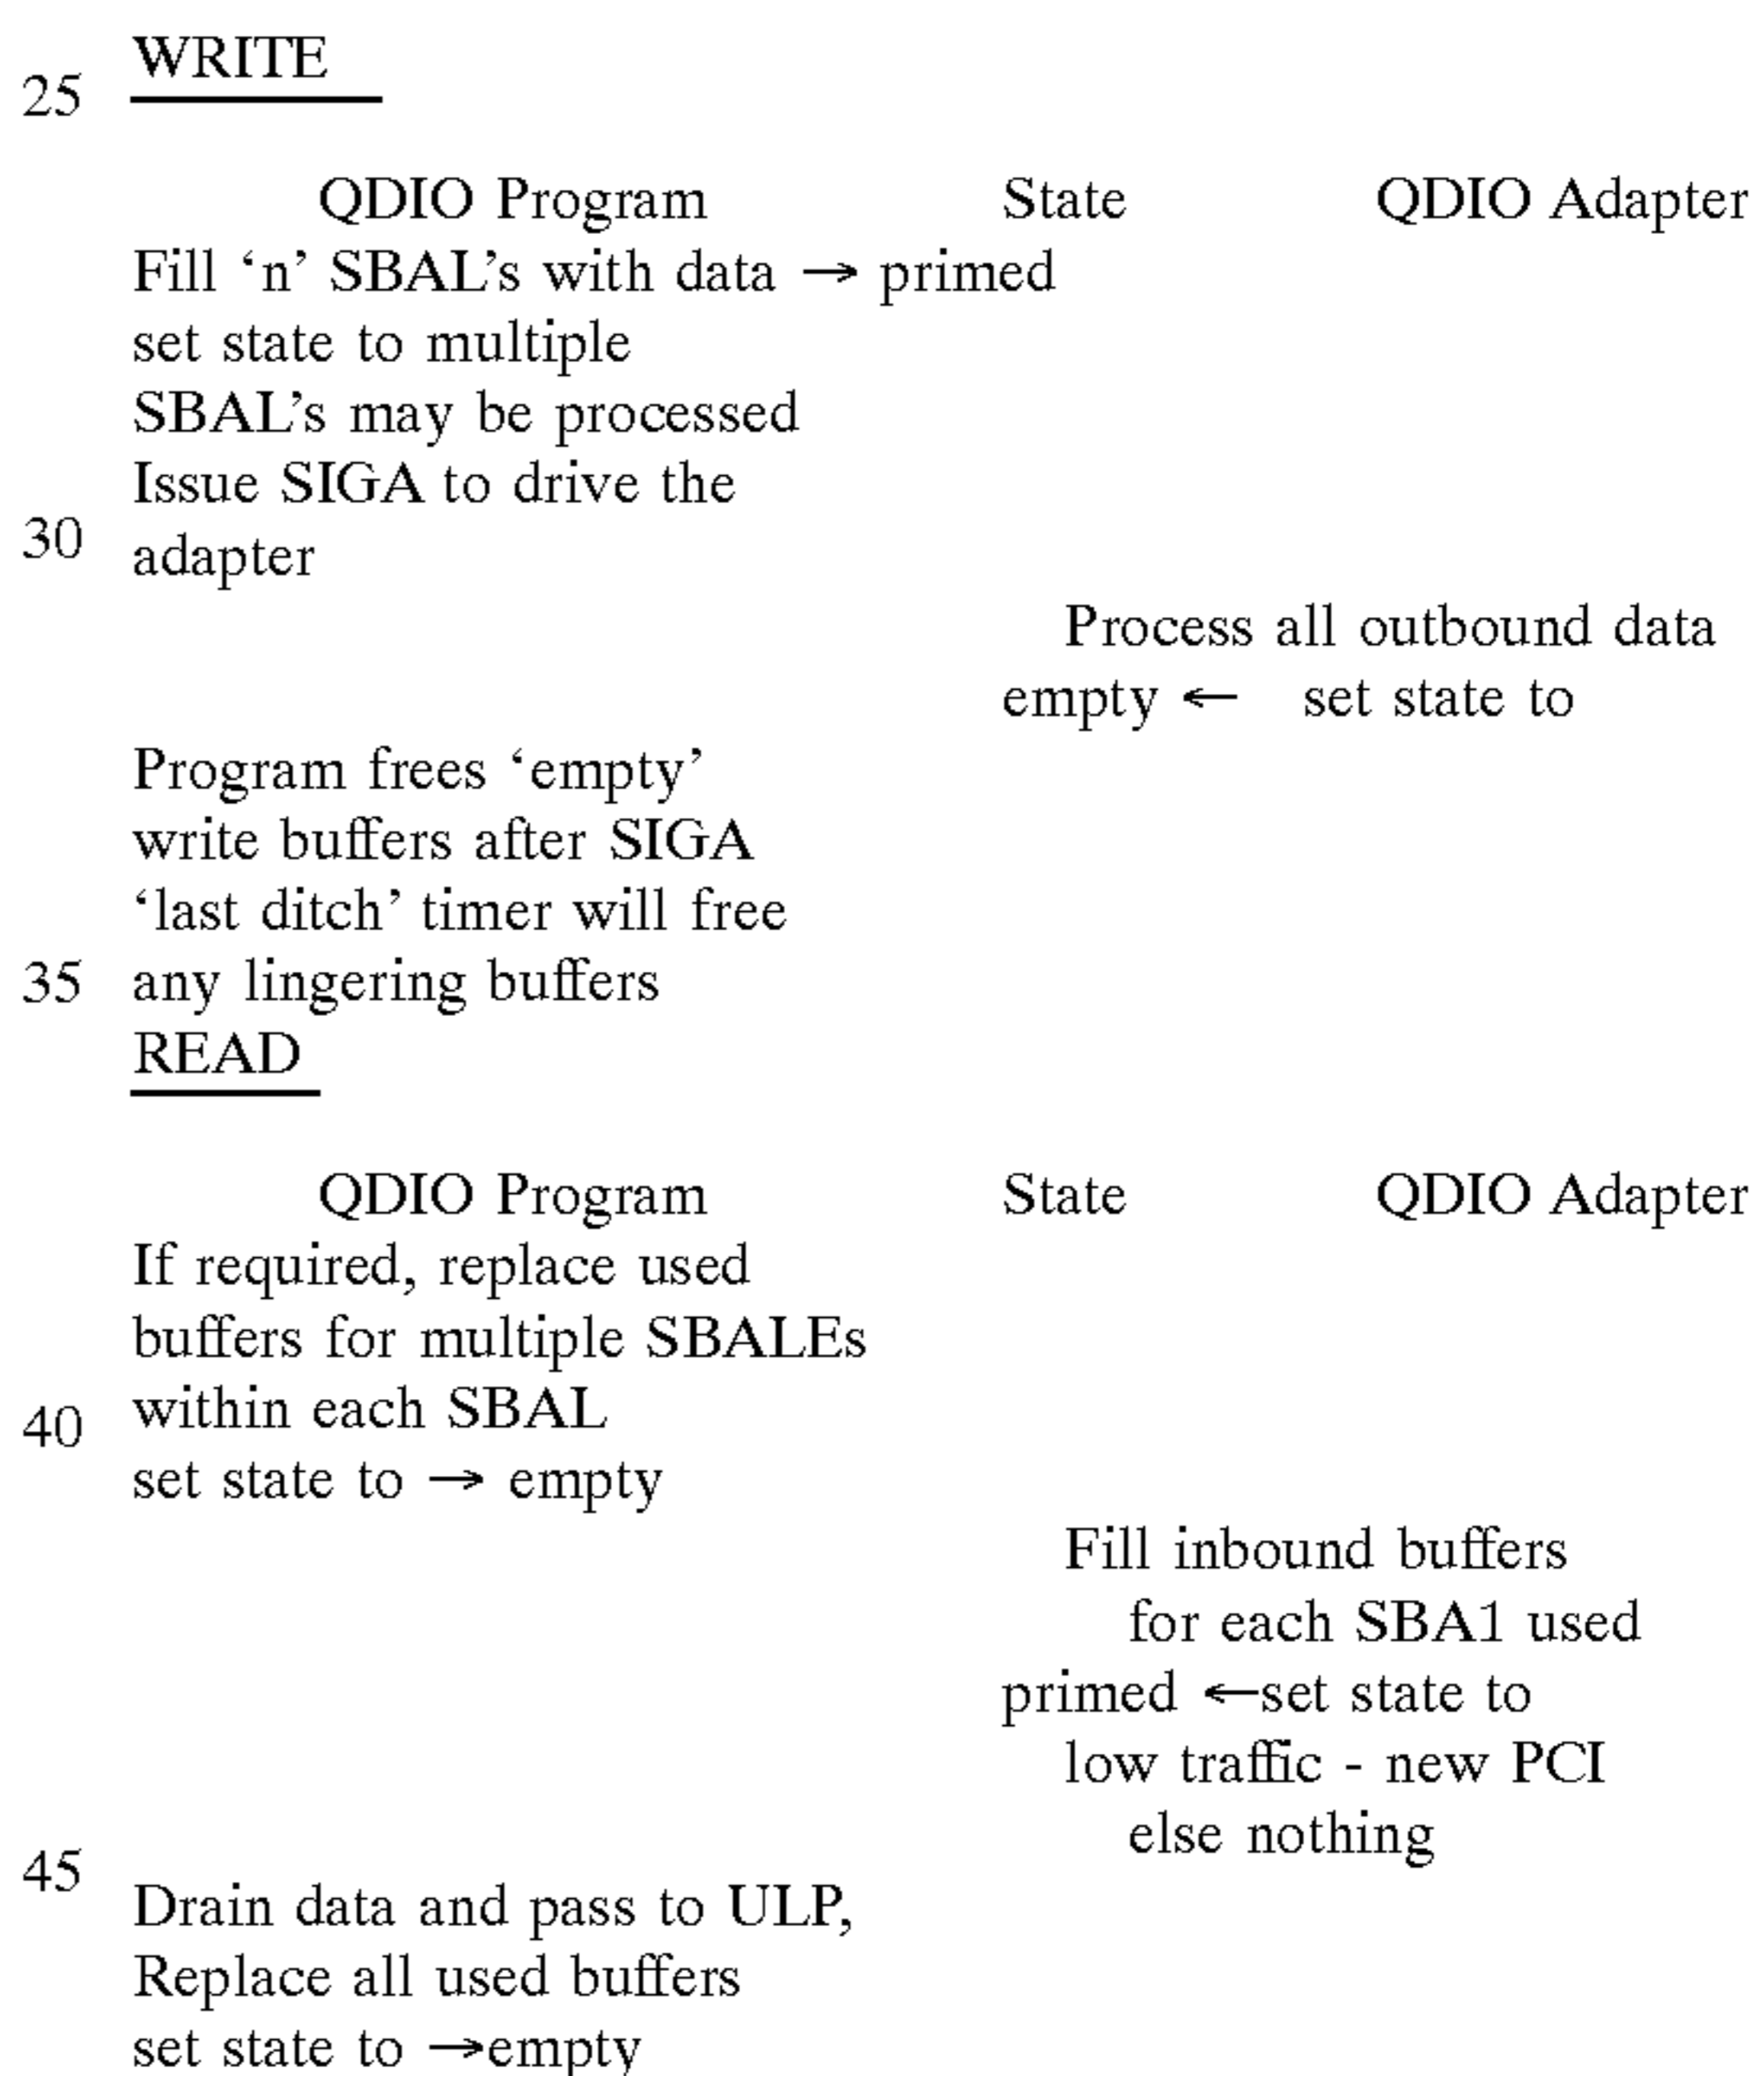 WRITE
25
QDIO Program State QDIO Adapter
Fill ‘n’ SBAL’s with data → primed
set state to multiple
SBAL’s may be processed
Issue SIGA to drive the
30
adapter
Process all outbound data
empty ← set state to
Program frees ‘empty’
write buffers after SIGA
‘last ditch’ timer will free
35 any lingering buffers
READ
QDIO Program State QDIO Adapter
If required, replace used
buffers for multiple SBALEs
40 within each SBAL
set state to → empty
Fill inbound buffers
for each SBA1 used
primed ←set state to
low traffic - new PCI
else nothing
45
Drain data and pass to ULP,
Replace all used buffers
set state to →empty